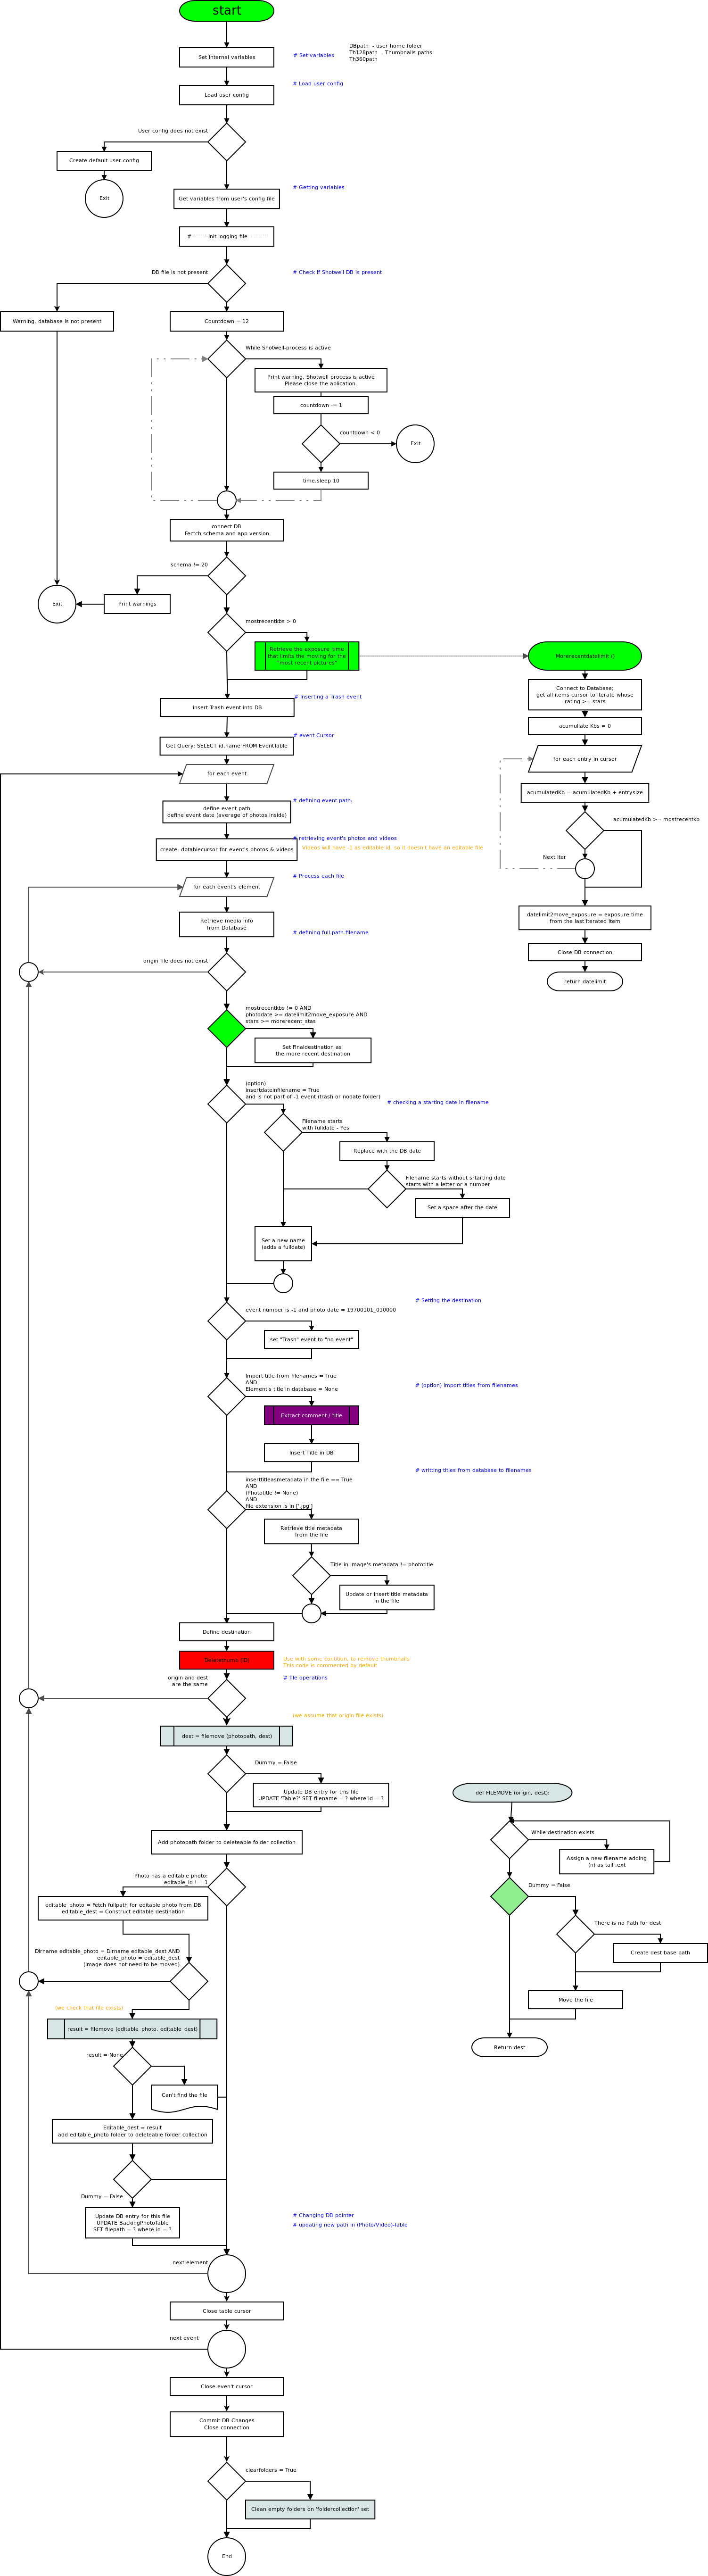 start
Set internal variables
# Set variables
DBpath - user home folder
Th128path - Thumbnails paths
Th360path
# Load user config
Load user config
User config does not exist
Create default user config
Exit
# Getting variables
Get variables from user's config file
# ------- Init logging file ---------
DB file is not present
# Check if Shotwell DB is present
Warning, database is not present
Countdown = 12
While Shotwell-process is active
Print warning, Shotwell process is active
Please close the aplication.
countdown -= 1
countdown < 0
Exit
time.sleep 10
connect DB
Fectch schema and app version
schema != 20
Exit
Print warnings
mostrecentkbs > 0
Retrieve the exposure_time
that limits the moving for the
"most recent pictures"
Morerecentdatelimit ()
Connect to Database;
get all items cursor to iterate whose
rating >= stars
# Inserting a Trash event
insert Trash event into DB
acumullate Kbs = 0
# event Cursor
Get Query: SELECT id,name FROM EventTable
for each entry in cursor
for each event
acumulatedKb = acumulatedKb + entrysize
# defining event path:
define event path
define event date (average of photos inside)
acumulatedKb >= mostrecentkb
# retrieving event's photos and videos
create: dbtablecursor for event's photos & videos
Videos will have -1 as editable id, so it doesn't have an editable file.
Next Iter
# Process each file
for each event's element
Retrieve media info
from Database
datelimit2move_exposure = exposure time
from the last iterated item
# defining full-path-filename
Close DB connection
origin file does not exist
return datelimit
mostrecentkbs != 0 AND
photodate >= datelimit2move_exposure AND
stars >= morerecent_stas
Set finaldestination as
the more recent destination
(option)
insertdateinfilename = True
and is not part of -1 event (trash or nodate folder)
# checking a starting date in filename
Filename starts
with fulldate - Yes
Replace with the DB date
Filename starts without srtarting date
starts with a letter or a number
Set a space after the date
Set a new name
(adds a fulldate)
# Setting the destination
event number is -1 and photo date = 19700101_010000
set "Trash" event to "no event"
Import title from filenames = True
AND
Element's title in database = None
# (option) import titles from filenames
Extract comment / title
Insert Title in DB
# writting titles from database to filenames
inserttitleasmetadata in the file == True
AND
(Phototitle != None)
AND
file extension is in ['.jpg']
Retrieve title metadata
from the file
Title in image's metadata != phototitle
Update or insert title metadata
in the file
Define destination
Deletethumb (ID)
Use with some contition, to remove thumbnails
This code is commented by default.
origin and dest
are the same
# file operations
(we assume that origin file exists)
dest = filemove (photopath, dest)
Dummy = False
Update DB entry for this file
UPDATE 'Table?' SET filename = ? where id = ?
def FILEMOVE (origin, dest):
While destination exists
Add photopath folder to deleteable folder collection
Assign a new filename adding
(n) as tail .ext
Photo has a editable photo:
editable_id != -1
Dummy = False
editable_photo = Fetch fullpath for editable photo from DB
editable_dest = Construct editable destination
There is no Path for dest
Dirname editable_photo = Dirname editable_dest AND
editable_photo = editable_dest
(Image does not need to be moved)
Create dest base path
Move the file
(we check that file exists)
result = filemove (editable_photo, editable_dest)
Return dest
result = None
Can't find the file
Editable_dest = result
add editable_photo folder to deleteable folder collection
Dummy = False
Update DB entry for this file
UPDATE BackingPhotoTable
SET filepath = ? where id = ?
# Changing DB pointer
# updating new path in (Photo/Video)-Table
next element
Close table cursor
next event
Close even't cursor
Commit DB Changes
Close connection
clearfolders = True
Clean empty folders on 'foldercollection' set
End